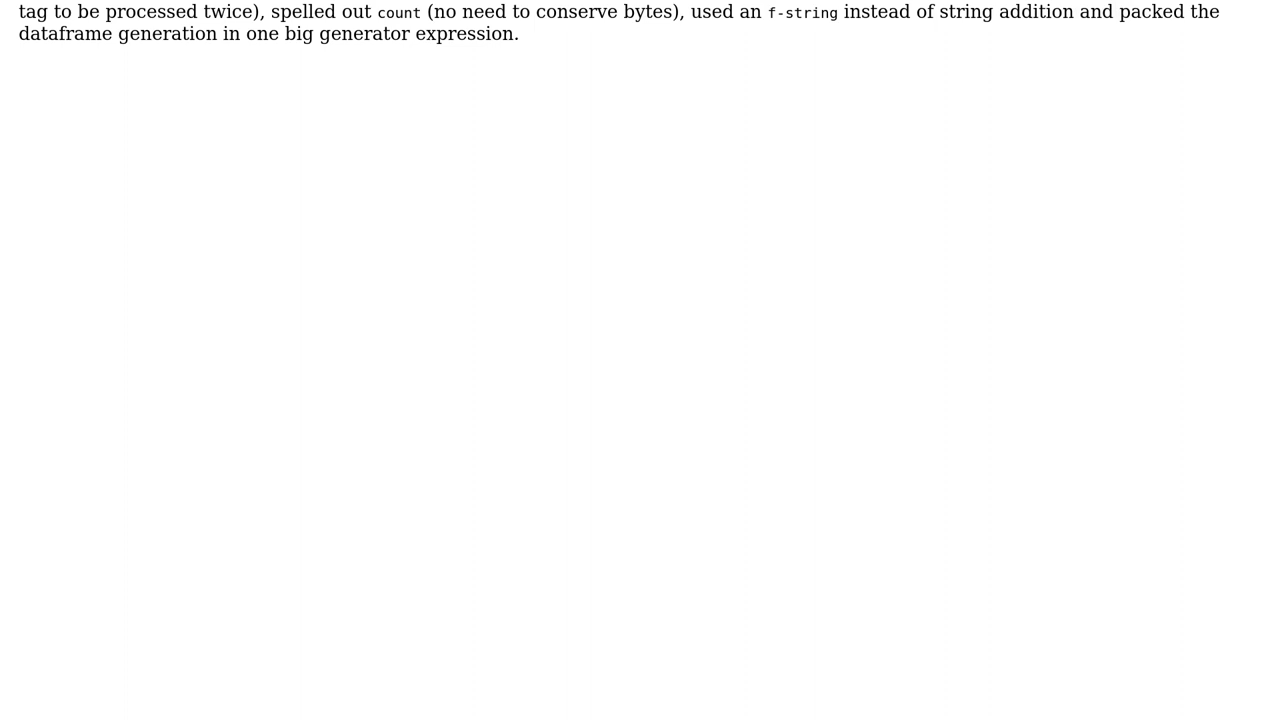 tag to be processed twice), spelled out count (no need to conserve bytes), used an f-string instead of string addition and packed the
dataframe generation in one big generator expression.